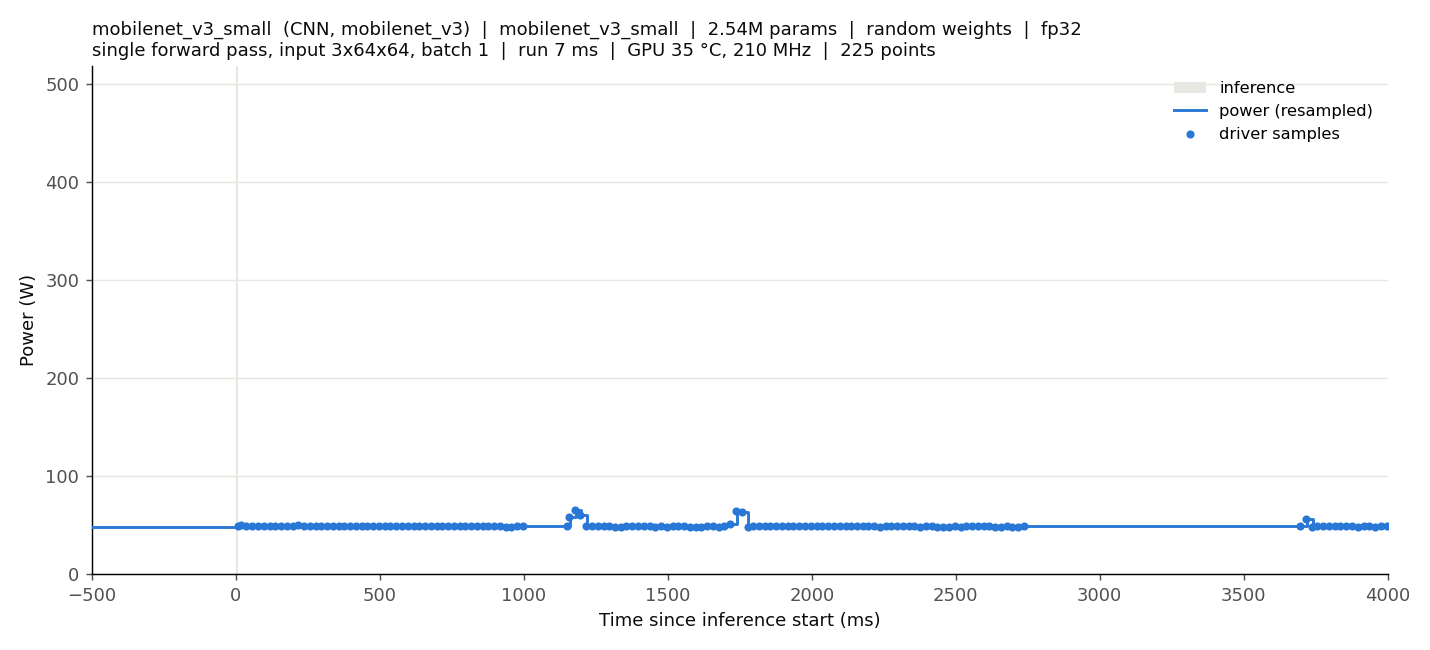 mobilenet_v3_small  (CNN, mobilenet_v3)  |  mobilenet_v3_small  |  2.54M params  |  random weights  |  fp32
single forward pass, input 3x64x64, batch 1  |  run 7 ms  |  GPU 35 °C, 210 MHz  |  225 points
inference
power (resampled)
driver samples
Power (W)
500
400
300
200
100
0
−500 0 500 1000 1500 2000 2500 3000 3500 4000
Time since inference start (ms)